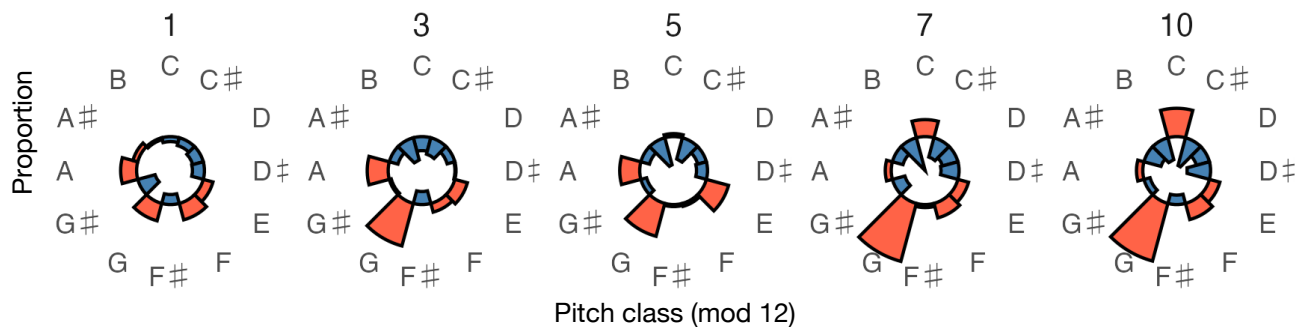 1 3 5 7 10
Proportion
C C C C C
B C♯ B C♯ B C♯ B C♯ B C♯
A♯ D A♯ D A♯ D A♯ D A♯ D
A D♯ A D♯ A D♯ A D♯ A D♯
G♯ E G♯ E G♯ E G♯ E G♯ E
G F G F G F G F G F
F♯ F♯ F♯ F♯ F♯
Pitch class (mod 12)